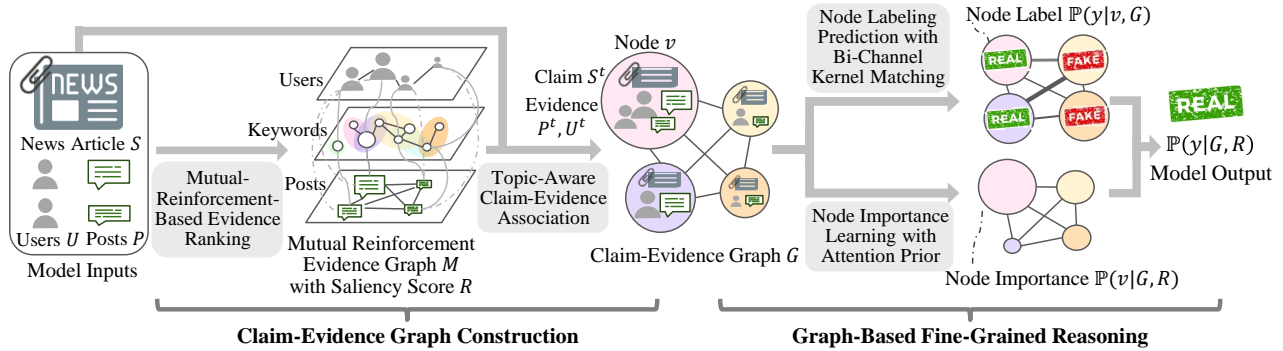 NEWS
News Article S
Users U Posts P
Model Inputs
Mutual-
Reinforcement-
Based Evidence
Ranking
Users
Keywords
Posts
Mutual Reinforcement
Evidence Graph M
with Saliency Score R
Topic-Aware
Claim-Evidence
Association
Node v
Claim Sᵗ
Evidence
Pᵗ, Uᵗ
Claim-Evidence Graph G
Node Labeling
Prediction with
Bi-Channel
Kernel Matching
Node Importance
Learning with
Attention Prior
Node Label ℙ(y|v, G)
REAL
FAKE
REAL
FAKE
Node Importance ℙ(v|G, R)
REAL
ℙ(y|G, R)
Model Output
Claim-Evidence Graph Construction
Graph-Based Fine-Grained Reasoning